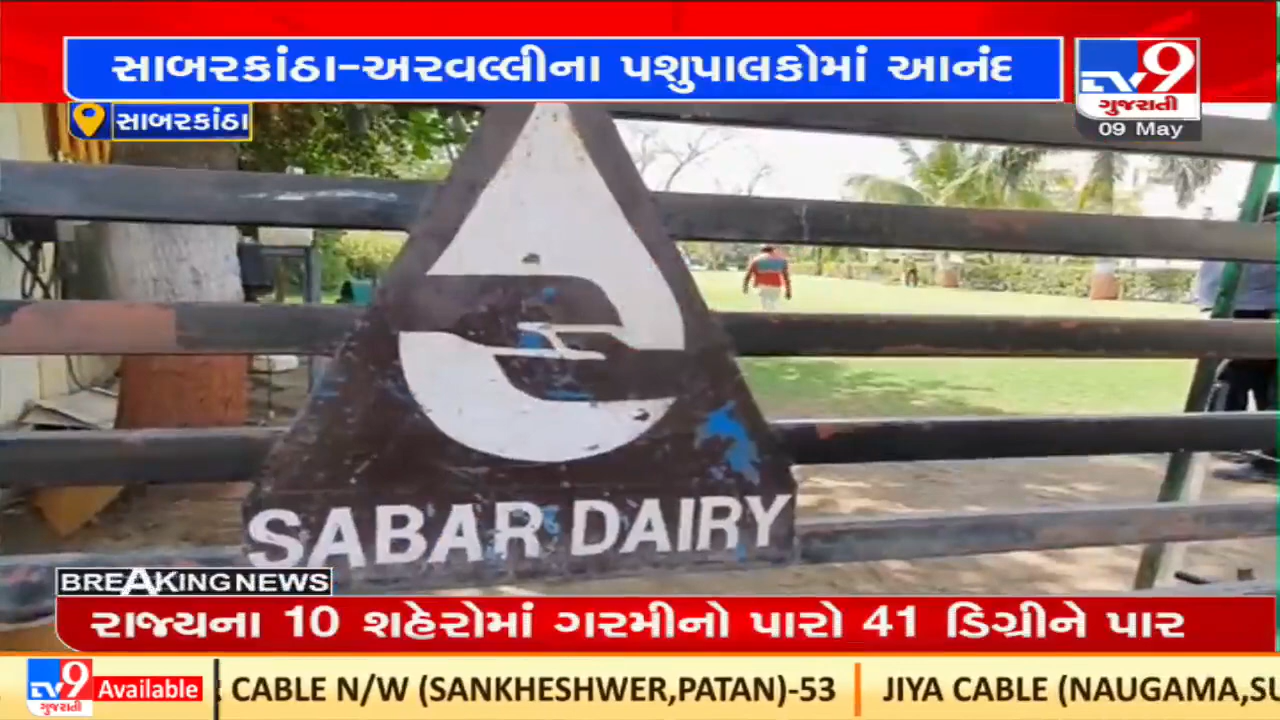 સાબરકાંઠા-અરવલ્લીના પશુપાલકોમાં આનંદ
TV9
ગુજરાતી
09 May
સાબરકાંઠા
SABAR DAIRY
BREAKING NEWS
રાજ્યના 10 શહેરોમાં ગરમીનો પારો 41 ડિગ્રીને પાર
TV9
ગુજરાતી
Available
CABLE N/W (SANKHESHWER,PATAN)-53
JIYA CABLE (NAUGAMA,SU